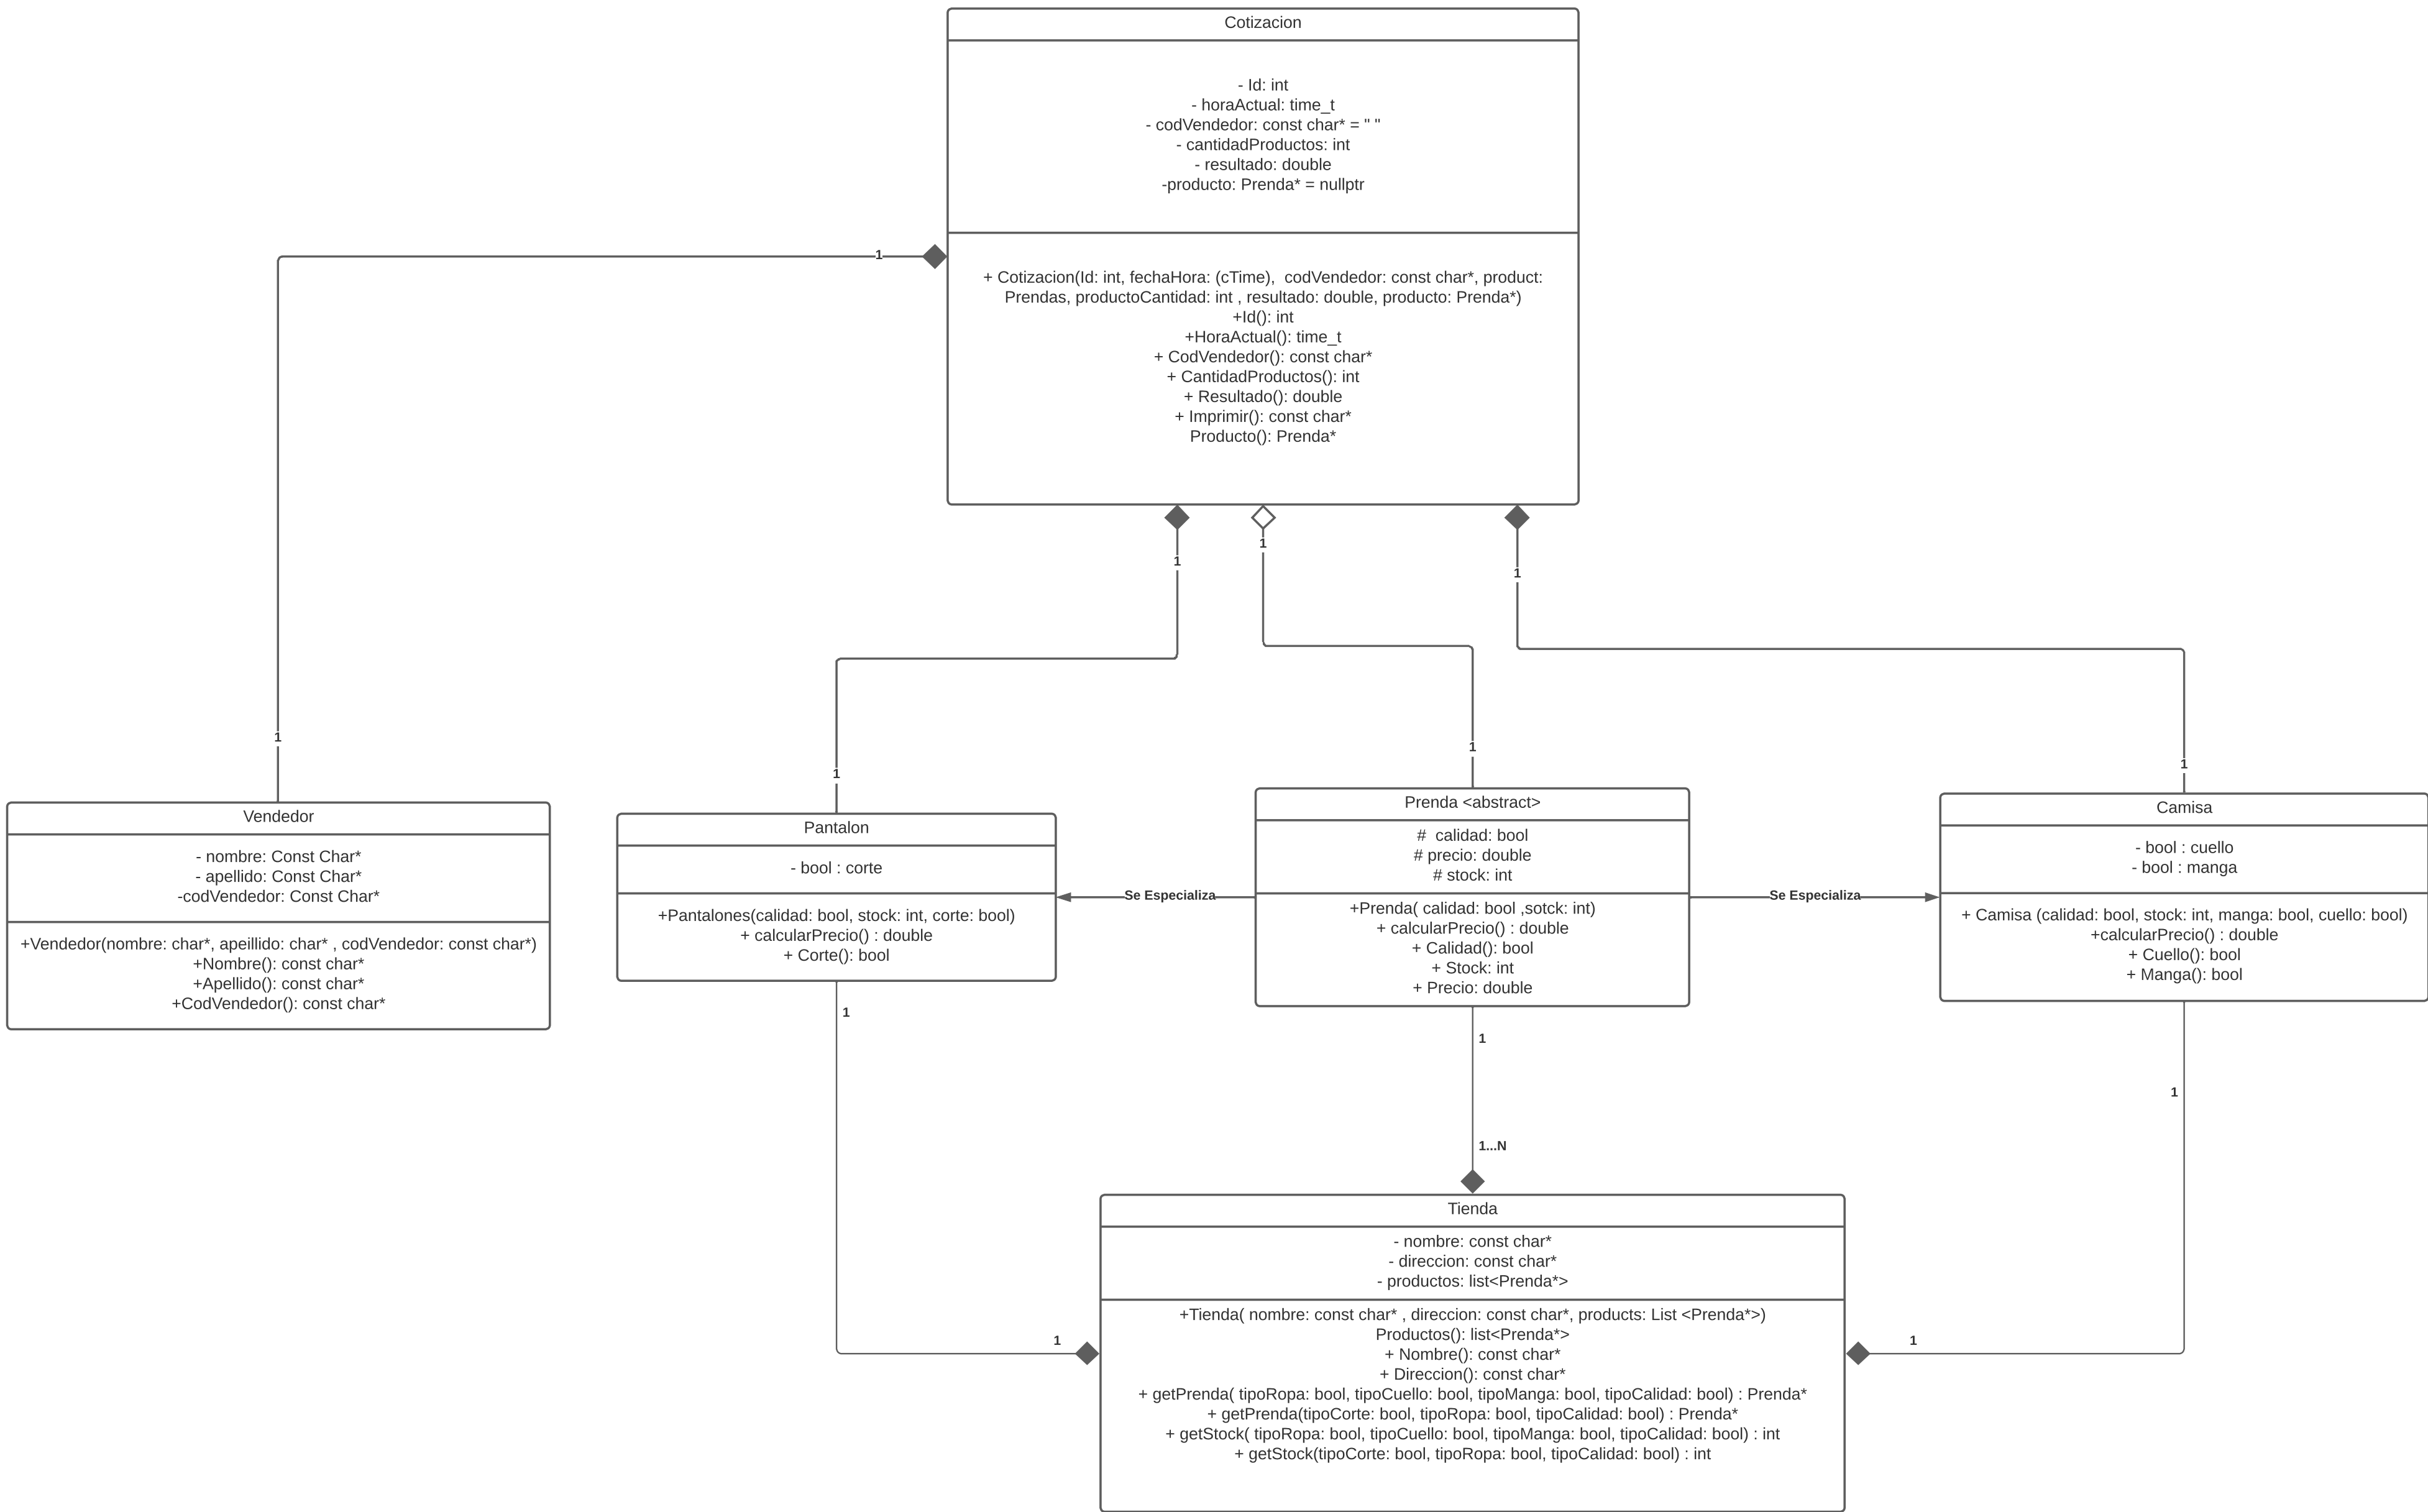 Cotizacion
- Id: int
- horaActual: time_t
- codVendedor: const char* = " "
- cantidadProductos: int
- resultado: double
-producto: Prenda* = nullptr
+ Cotizacion(Id: int, fechaHora: (cTime),  codVendedor: const char*, product:
Prendas, productoCantidad: int , resultado: double, producto: Prenda*)
+Id(): int
+HoraActual(): time_t
+ CodVendedor(): const char*
+ CantidadProductos(): int
+ Resultado(): double
+ Imprimir(): const char*
Producto(): Prenda*
1
1
1
1
1
1
1
1
Vendedor
- nombre: Const Char*
- apellido: Const Char*
-codVendedor: Const Char*
+Vendedor(nombre: char*, apeillido: char* , codVendedor: const char*)
+Nombre(): const char*
+Apellido(): const char*
+CodVendedor(): const char*
Pantalon
- bool : corte
+Pantalones(calidad: bool, stock: int, corte: bool)
+ calcularPrecio() : double
+ Corte(): bool
Se Especializa
Prenda <abstract>
#  calidad: bool
# precio: double
# stock: int
+Prenda( calidad: bool ,sotck: int)
+ calcularPrecio() : double
+ Calidad(): bool
+ Stock: int
+ Precio: double
Se Especializa
Camisa
- bool : cuello
- bool : manga
+ Camisa (calidad: bool, stock: int, manga: bool, cuello: bool)
+calcularPrecio() : double
+ Cuello(): bool
+ Manga(): bool
1
1
1
1...N
1
1
Tienda
- nombre: const char*
- direccion: const char*
- productos: list<Prenda*>
+Tienda( nombre: const char* , direccion: const char*, products: List <Prenda*>)
Productos(): list<Prenda*>
+ Nombre(): const char*
+ Direccion(): const char*
+ getPrenda( tipoRopa: bool, tipoCuello: bool, tipoManga: bool, tipoCalidad: bool) : Prenda*
+ getPrenda(tipoCorte: bool, tipoRopa: bool, tipoCalidad: bool) : Prenda*
+ getStock( tipoRopa: bool, tipoCuello: bool, tipoManga: bool, tipoCalidad: bool) : int
+ getStock(tipoCorte: bool, tipoRopa: bool, tipoCalidad: bool) : int